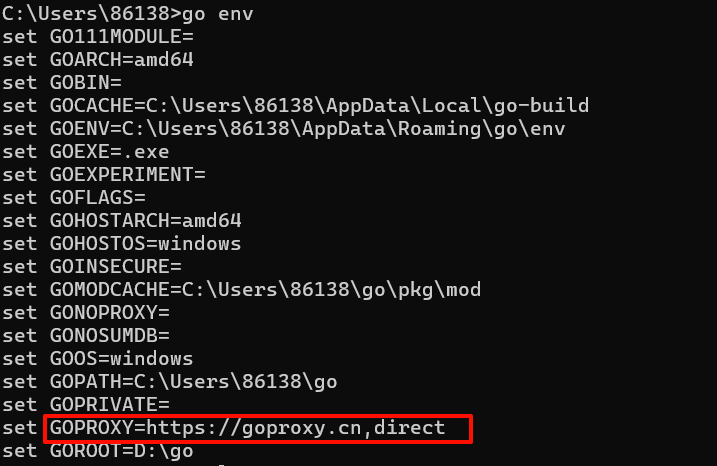 C:\Users\86138>go env
set GO111MODULE=
set GOARCH=amd64
set GOBIN=
set GOCACHE=C:\Users\86138\AppData\Local\go-build
set GOENV=C:\Users\86138\AppData\Roaming\go\env
set GOEXE=.exe
set GOEXPERIMENT=
set GOFLAGS=
set GOHOSTARCH=amd64
set GOHOSTOS=windows
set GOINSECURE=
set GOMODCACHE=C:\Users\86138\go\pkg\mod
set GONOPROXY=
set GONOSUMDB=
set GOOS=windows
set GOPATH=C:\Users\86138\go
set GOPRIVATE=
set GOPROXY=https://goproxy.cn,direct
set GOROOT=D:\go